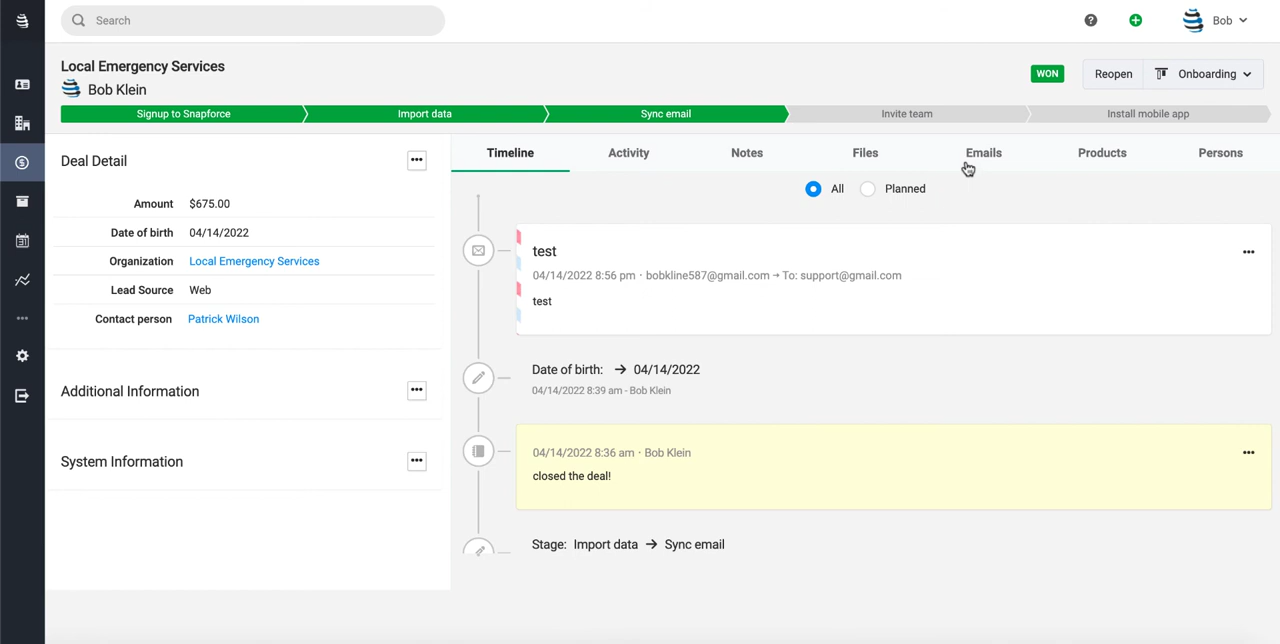 Search
Bob
Local Emergency Services
Bob Klein
WON
Reopen
Onboarding
Signup to Snapforce
Import data
Sync email
Invite team
Install mobile app
Deal Detail
Amount $675.00
Date of birth 04/14/2022
Organization Local Emergency Services
Lead Source Web
Contact person Patrick Wilson
Additional Information
System Information
Timeline
Activity
Notes
Files
Emails
Products
Persons
All
Planned
test
04/14/2022 8:56 pm · bobkline587@gmail.com → To: support@gmail.com
test
Date of birth: → 04/14/2022
04/14/2022 8:39 am - Bob Klein
04/14/2022 8:36 am · Bob Klein
closed the deal!
Stage: Import data → Sync email